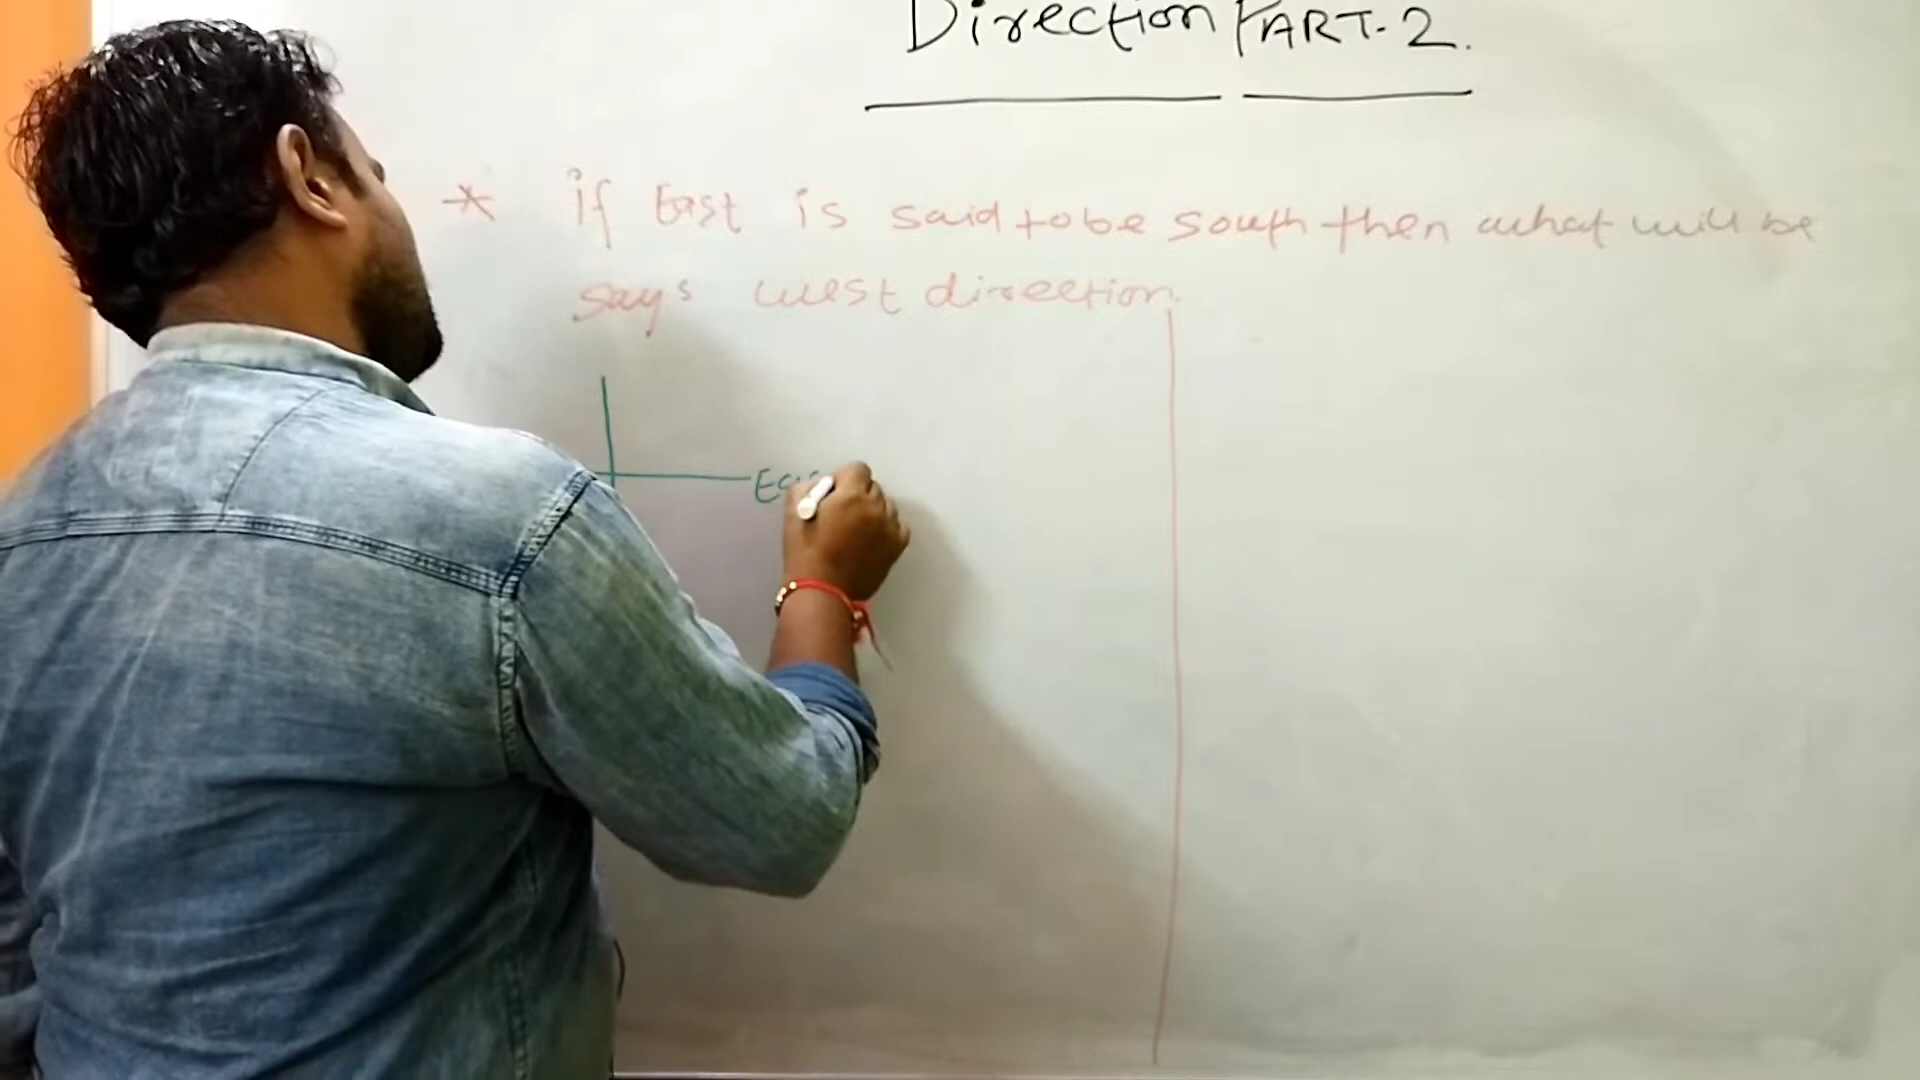 Direction PART-2.
* if East is said to be south then what will be
says west direction.